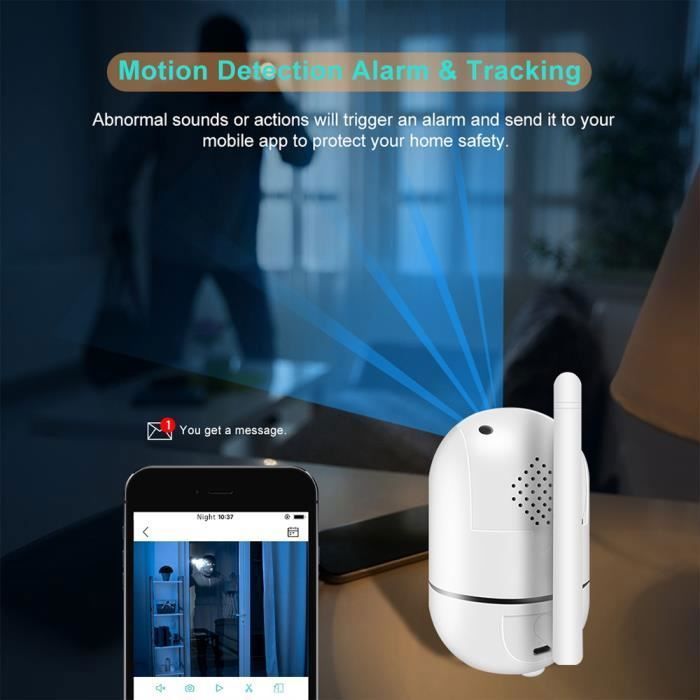 Motion Detection Alarm & Tracking
Abnormal sounds or actions will trigger an alarm and send it to your
mobile app to protect your home safety.
1
You get a message.
Night 10:37